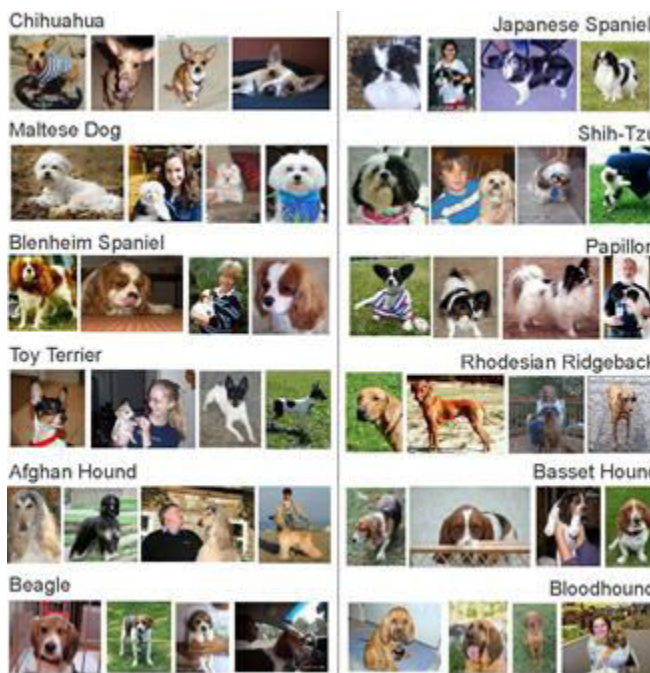 Chihuahua
Japanese Spaniel
Maltese Dog
Shih-Tzu
Blenheim Spaniel
Papillon
Toy Terrier
Rhodesian Ridgeback
Afghan Hound
Basset Hound
Beagle
Bloodhound